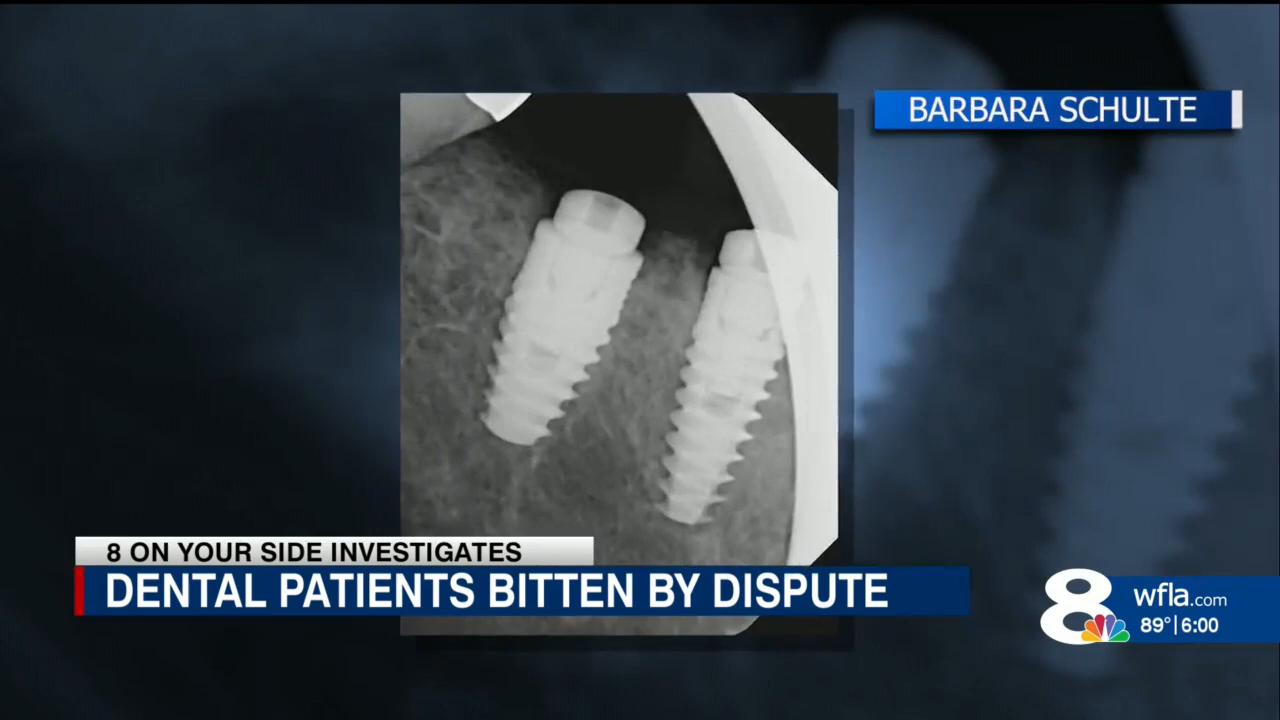 BARBARA SCHULTE
8 ON YOUR SIDE INVESTIGATES
DENTAL PATIENTS BITTEN BY DISPUTE
8 wfla.com
89° | 6:00